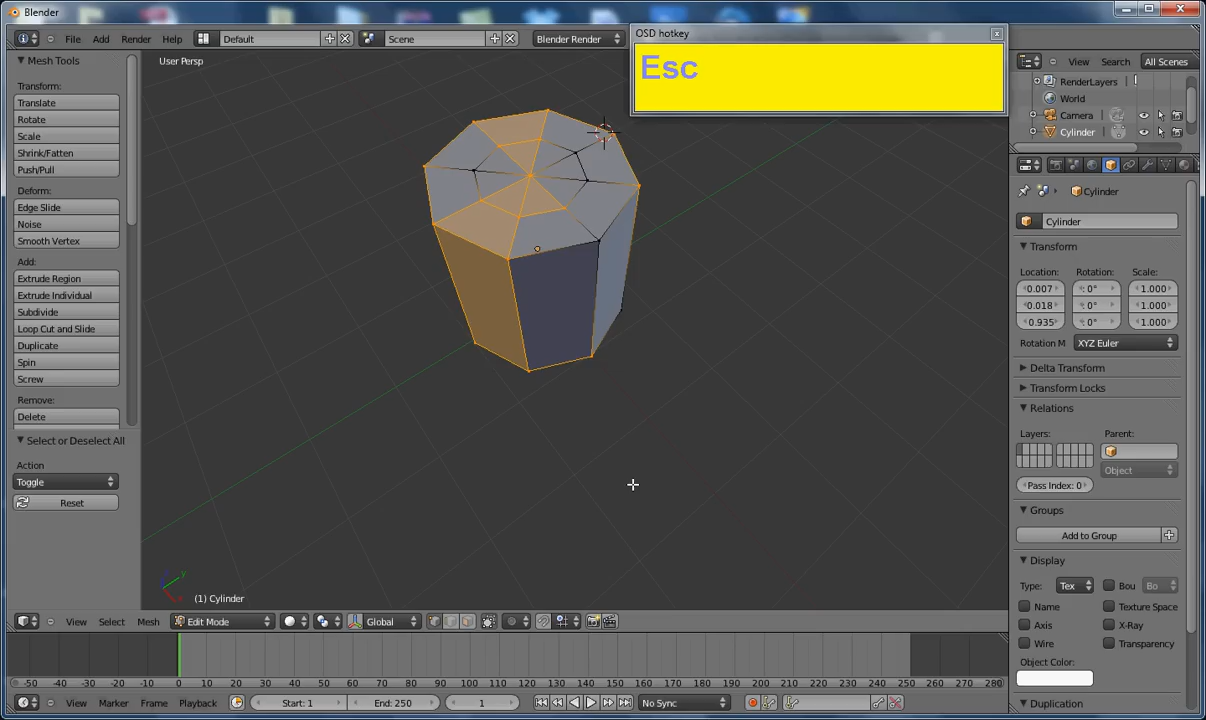 Blender
File Add Render Help Default Scene Blender Render
OSD hotkey
Esc
Mesh Tools
Transform:
Translate
Rotate
Scale
Shrink/Fatten
Push/Pull
Deform:
Edge Slide
Noise
Smooth Vertex
Add:
Extrude Region
Extrude Individual
Subdivide
Loop Cut and Slide
Duplicate
Spin
Screw
Remove:
Delete
Select or Deselect All
Action
Toggle
Reset
User Persp
(1) Cylinder
View Search All Scenes
RenderLayers
World
Camera
Cylinder
Cylinder
Cylinder
Transform
Location: Rotation: Scale:
0.007 : 0° 1.000
0.018 : 0° 1.000
0.935 : 0° 1.000
Rotation M XYZ Euler
Delta Transform
Transform Locks
Relations
Layers: Parent:
Pass Index: 0
Object
Groups
Add to Group
Display
Type: Tex Bou Bo
Name Texture Space
Axis X-Ray
Wire Transparency
Object Color:
Duplication
View Select Mesh Edit Mode Global
-50 -40 -30 -20 -10 0 10 20 30 40 50 60 70 80 90 100 110 120 130 140 150 160 170 180 190 200 210 220 230 240 250 260 270 280
View Marker Frame Playback Start: 1 End: 250 1 No Sync